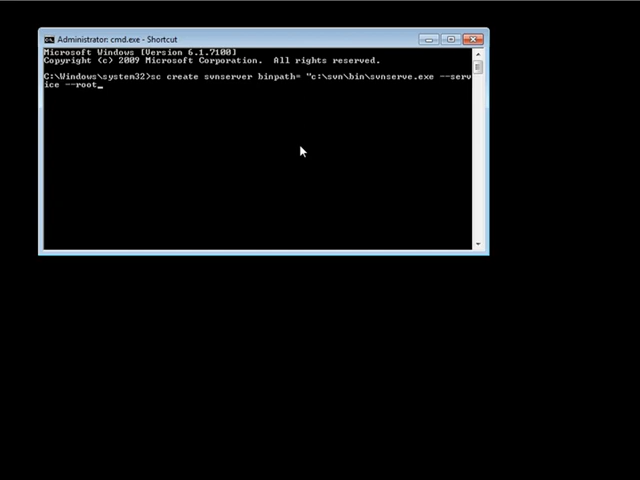 Administrator: cmd.exe - Shortcut
Microsoft Windows [Version 6.1.7100]
Copyright (c) 2009 Microsoft Corporation.  All rights reserved.
C:\Windows\system32>sc create svnserver binpath= "c:\svn\bin\svnserve.exe --serv
ice --root_